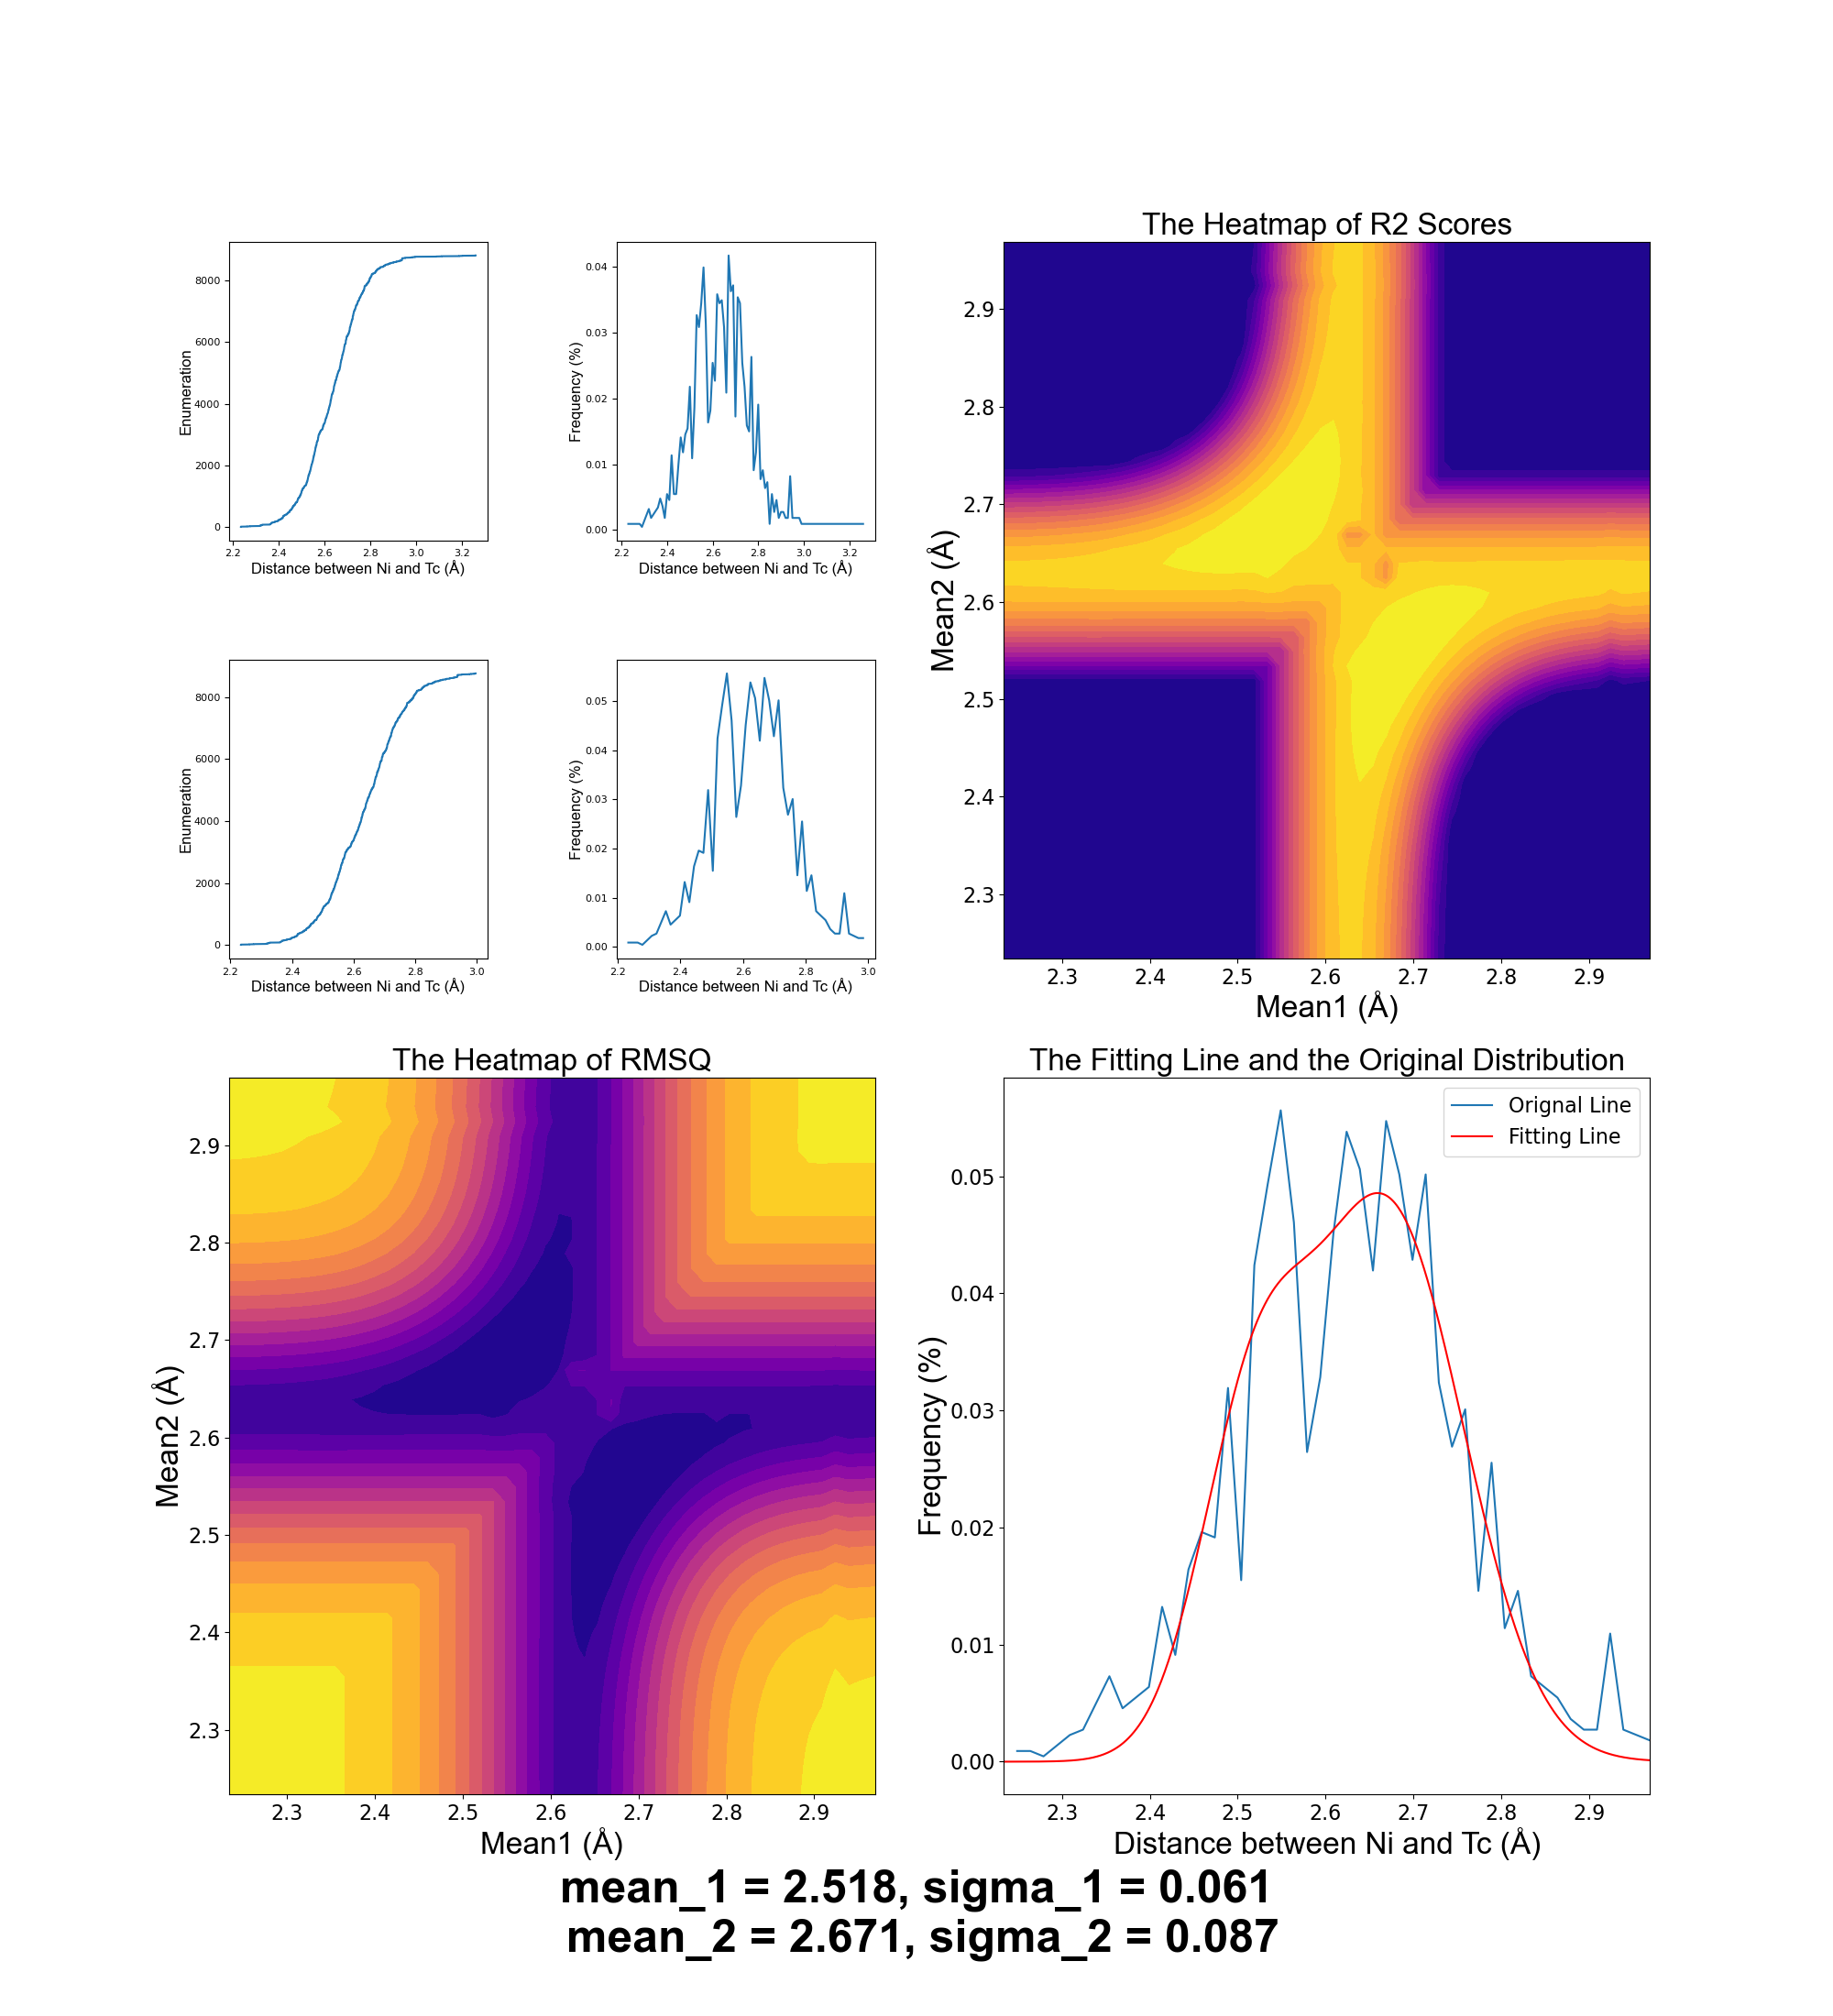 Enumeration
8000
6000
4000
2000
0
2.2 2.4 2.6 2.8 3.0 3.2
Distance between Ni and Tc (Å)
Frequency (%)
0.04
0.03
0.02
0.01
0.00
2.2 2.4 2.6 2.8 3.0 3.2
Distance between Ni and Tc (Å)
Enumeration
8000
6000
4000
2000
0
2.2 2.4 2.6 2.8 3.0
Distance between Ni and Tc (Å)
Frequency (%)
0.05
0.04
0.03
0.02
0.01
0.00
2.2 2.4 2.6 2.8 3.0
Distance between Ni and Tc (Å)
The Heatmap of R2 Scores
Mean2 (Å)
2.9
2.8
2.7
2.6
2.5
2.4
2.3
2.3 2.4 2.5 2.6 2.7 2.8 2.9
Mean1 (Å)
The Heatmap of RMSQ
Mean2 (Å)
2.9
2.8
2.7
2.6
2.5
2.4
2.3
2.3 2.4 2.5 2.6 2.7 2.8 2.9
Mean1 (Å)
The Fitting Line and the Original Distribution
Orignal Line
Fitting Line
Frequency (%)
0.05
0.04
0.03
0.02
0.01
0.00
2.3 2.4 2.5 2.6 2.7 2.8 2.9
Distance between Ni and Tc (Å)
mean_1 = 2.518, sigma_1 = 0.061
mean_2 = 2.671, sigma_2 = 0.087